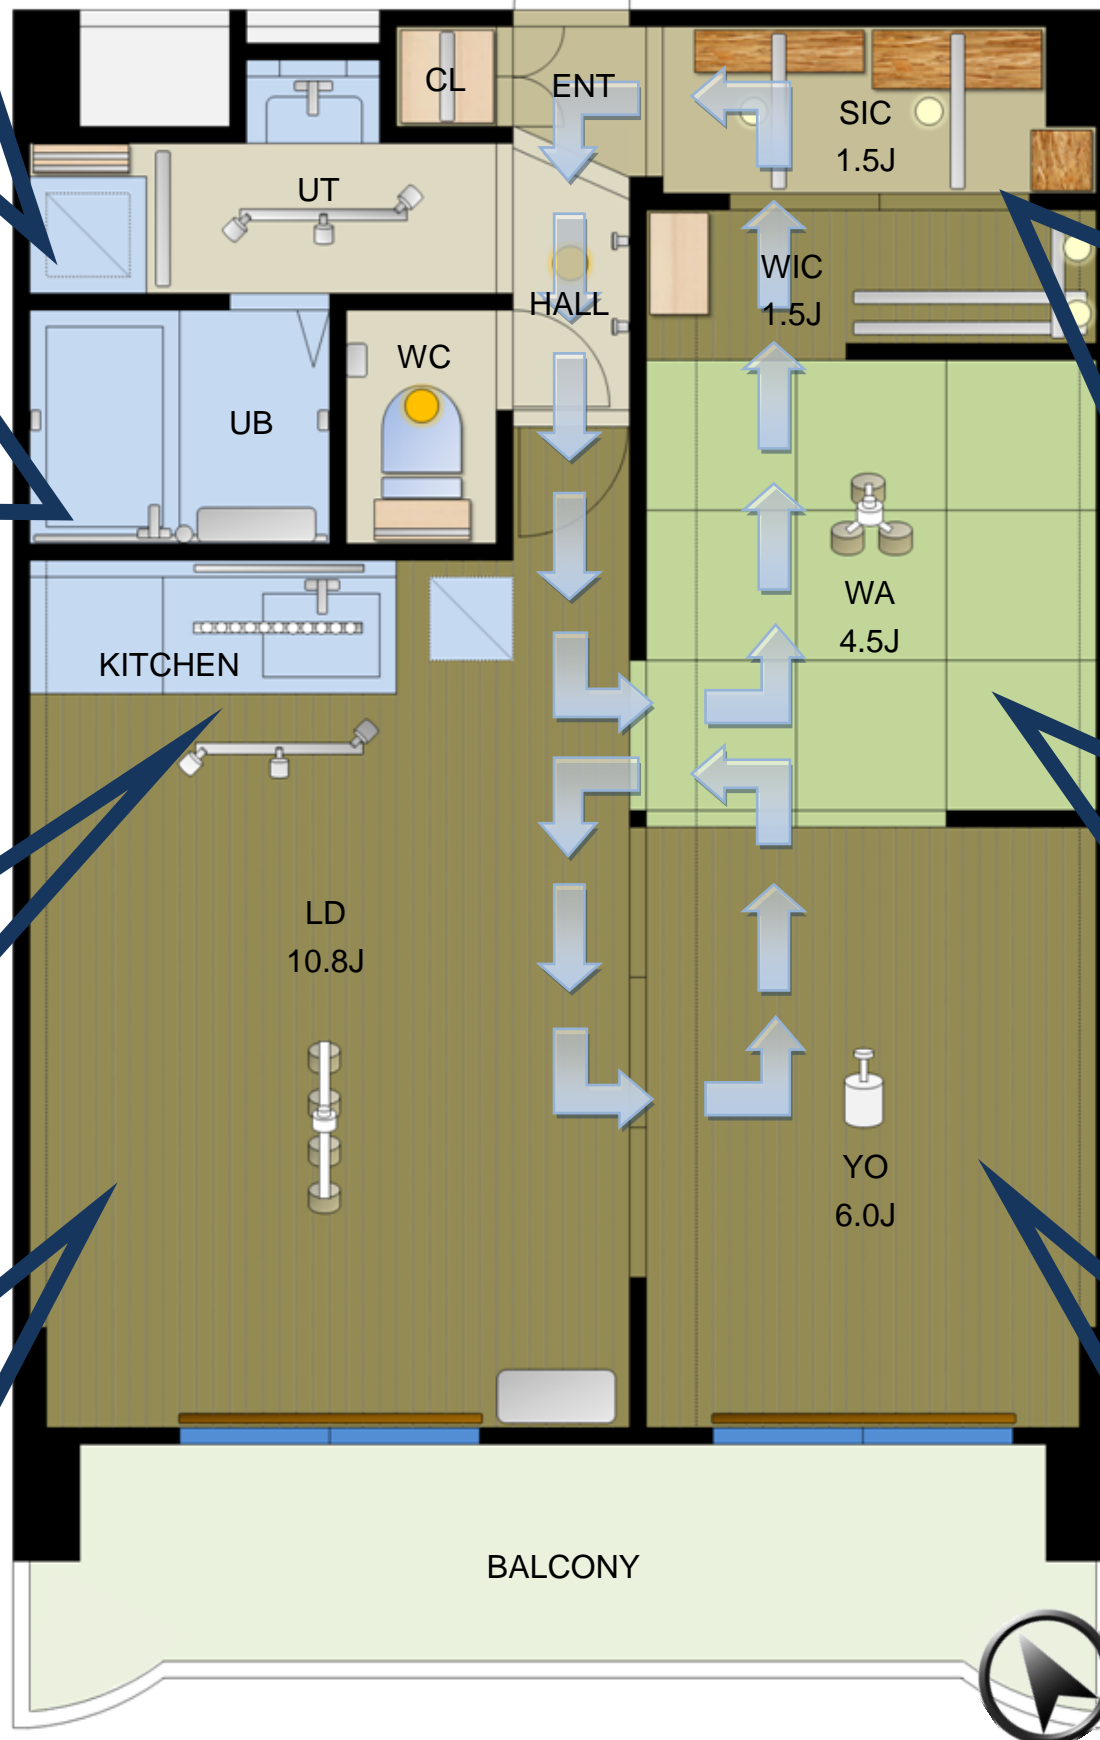 CL
ENT
SIC
1.5J
UT
WIC
1.5J
HALL
WC
UB
WA
4.5J
KITCHEN
LD
10.8J
YO
6.0J
BALCONY